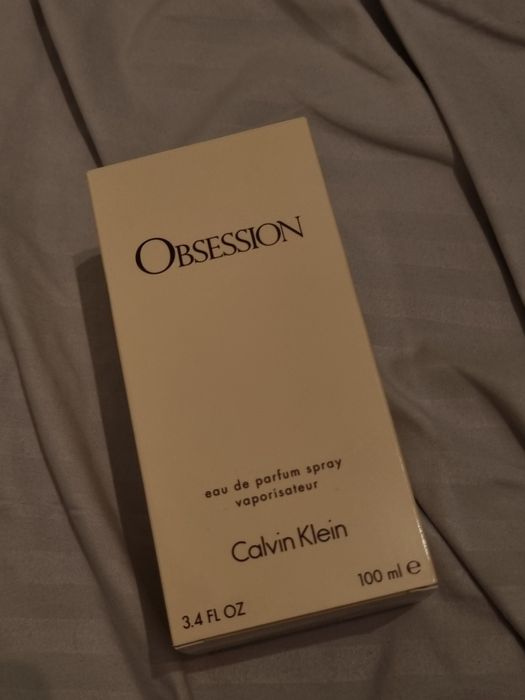 OBSESSION
eau de parfum spray
vaporisateur
Calvin Klein
3.4 FL OZ 100 ml ℮